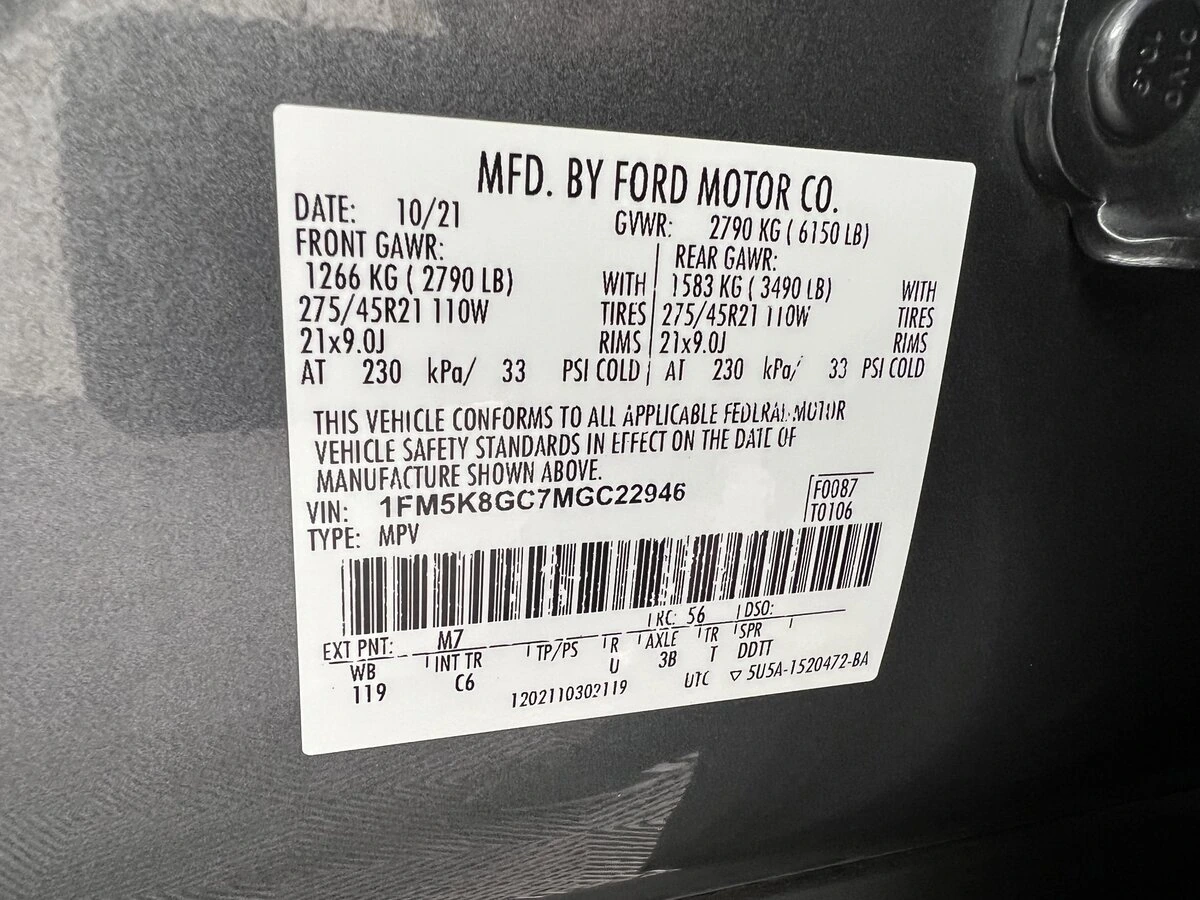 MFD. BY FORD MOTOR CO.
DATE: 10/21 GVWR: 2790 KG ( 6150 LB)
FRONT GAWR: REAR GAWR:
1266 KG ( 2790 LB) WITH 1583 KG ( 3490 LB) WITH
275/45R21 110W TIRES 275/45R21 110W TIRES
21x9.0J RIMS 21x9.0J RIMS
AT 230 kPa/ 33 PSI COLD AT 230 kPa/ 33 PSI COLD
THIS VEHICLE CONFORMS TO ALL APPLICABLE FEDERAL MOTOR
VEHICLE SAFETY STANDARDS IN EFFECT ON THE DATE OF
MANUFACTURE SHOWN ABOVE.
VIN: 1FM5K8GC7MGC22946 F0087
TYPE: MPV T0106
EXT PNT: M7 RC: 56 DSO:
WB INT TR TP/PS R AXLE TR SPR
119 C6 U 3B T DDTT
1202110302119 UTC ▽ 5U5A-1520472-BA